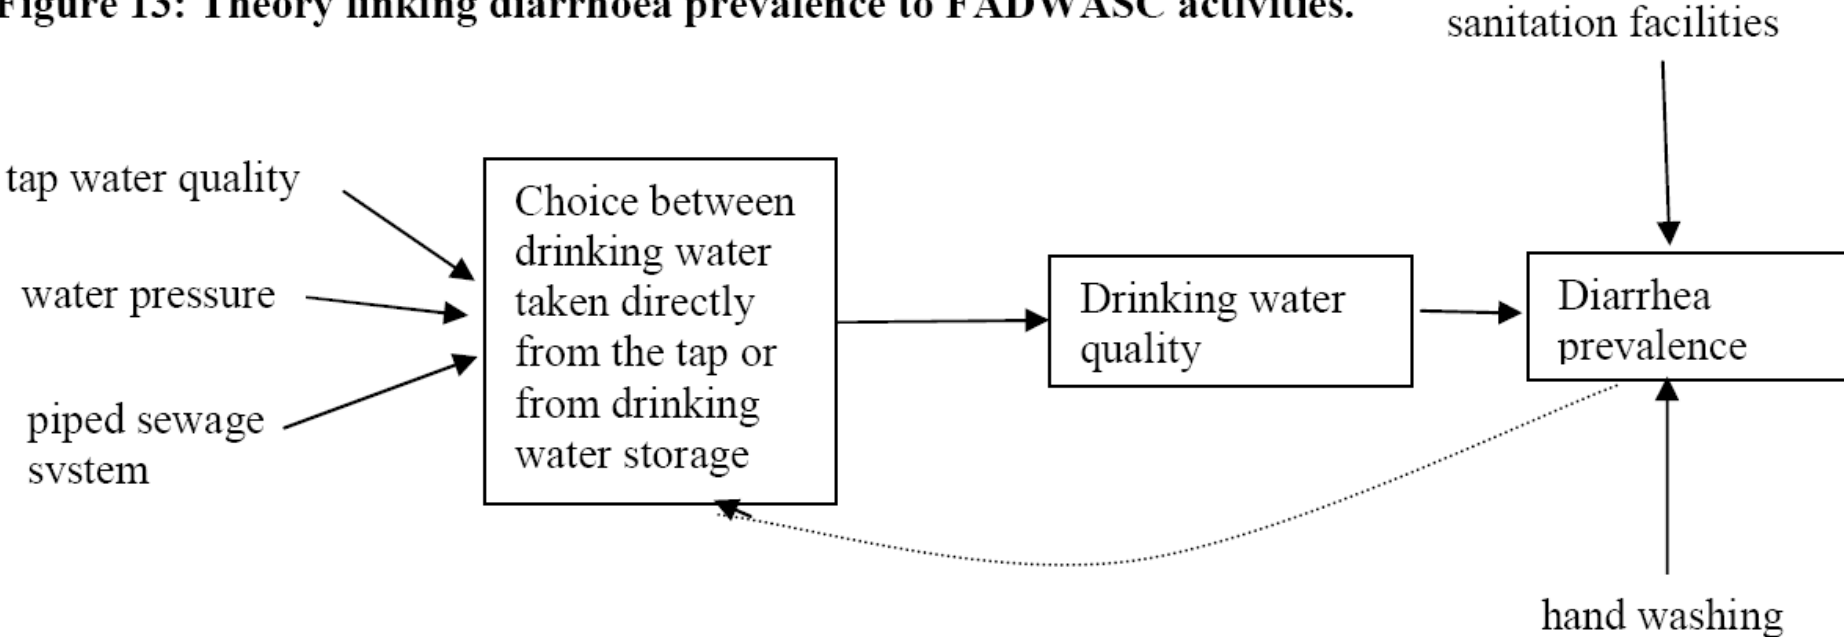 Figure 13: Theory linking diarrhoea prevalence to FADWASC activities.
sanitation facilities
tap water quality
water pressure
piped sewage
system
Choice between
drinking water
taken directly
from the tap or
from drinking
water storage
Drinking water
quality
Diarrhea
prevalence
hand washing